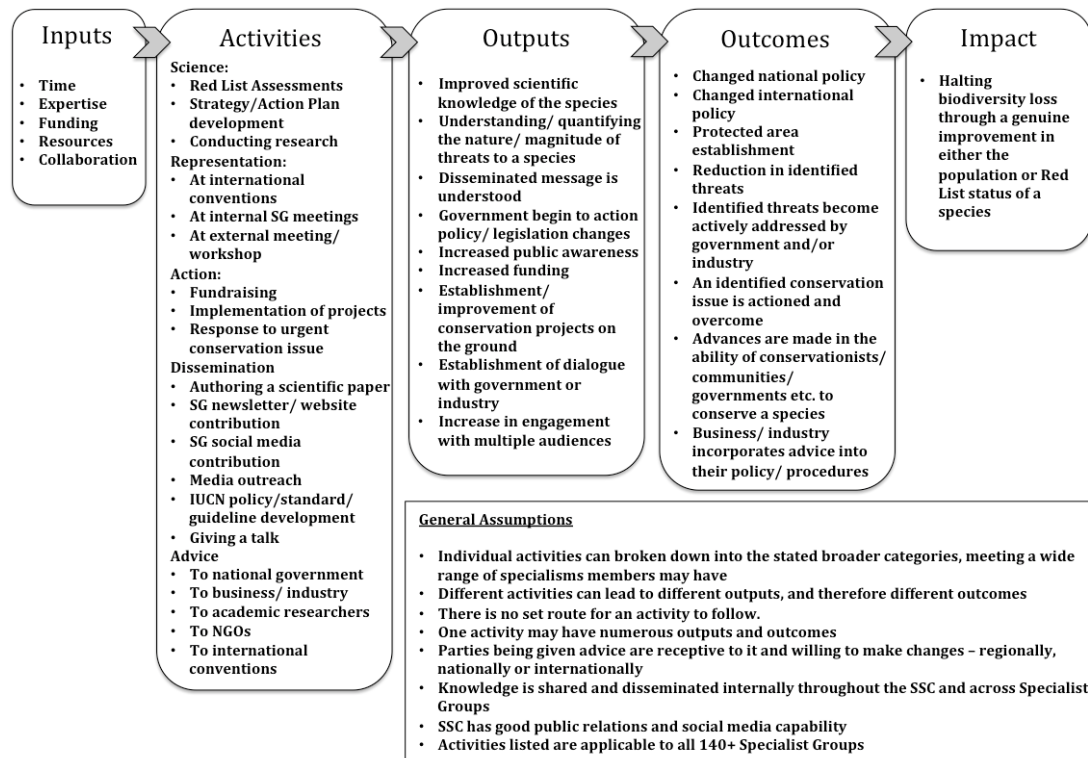 Inputs
• Time
• Expertise
• Funding
• Resources
• Collaboration
Activities
Science:
• Red List Assessments
• Strategy/Action Plan
development
• Conducting research
Representation:
• At international
conventions
• At internal SG meetings
• At external meeting/
workshop
Action:
• Fundraising
• Implementation of projects
• Response to urgent
conservation issue
Dissemination
• Authoring a scientific paper
• SG newsletter/ website
contribution
• SG social media
contribution
• Media outreach
• IUCN policy/standard/
guideline development
• Giving a talk
Advice
• To national government
• To business/ industry
• To academic researchers
• To NGOs
• To international
conventions
Outputs
• Improved scientific
knowledge of the species
• Understanding/ quantifying
the nature/ magnitude of
threats to a species
• Disseminated message is
understood
• Government begin to action
policy/ legislation changes
• Increased public awareness
• Increased funding
• Establishment/
improvement of
conservation projects on
the ground
• Establishment of dialogue
with government or
industry
• Increase in engagement
with multiple audiences
Outcomes
• Changed national policy
• Changed international
policy
• Protected area
establishment
• Reduction in identified
threats
• Identified threats become
actively addressed by
government and/or
industry
• An identified conservation
issue is actioned and
overcome
• Advances are made in the
ability of conservationists/
communities/
governments etc. to
conserve a species
• Business/ industry
incorporates advice into
their policy/ procedures
Impact
• Halting
biodiversity loss
through a genuine
improvement in
either the
population or Red
List status of a
species
General Assumptions
• Individual activities can broken down into the stated broader categories, meeting a wide
range of specialisms members may have
• Different activities can lead to different outputs, and therefore different outcomes
• There is no set route for an activity to follow.
• One activity may have numerous outputs and outcomes
• Parties being given advice are receptive to it and willing to make changes – regionally,
nationally or internationally
• Knowledge is shared and disseminated internally throughout the SSC and across Specialist
Groups
• SSC has good public relations and social media capability
• Activities listed are applicable to all 140+ Specialist Groups